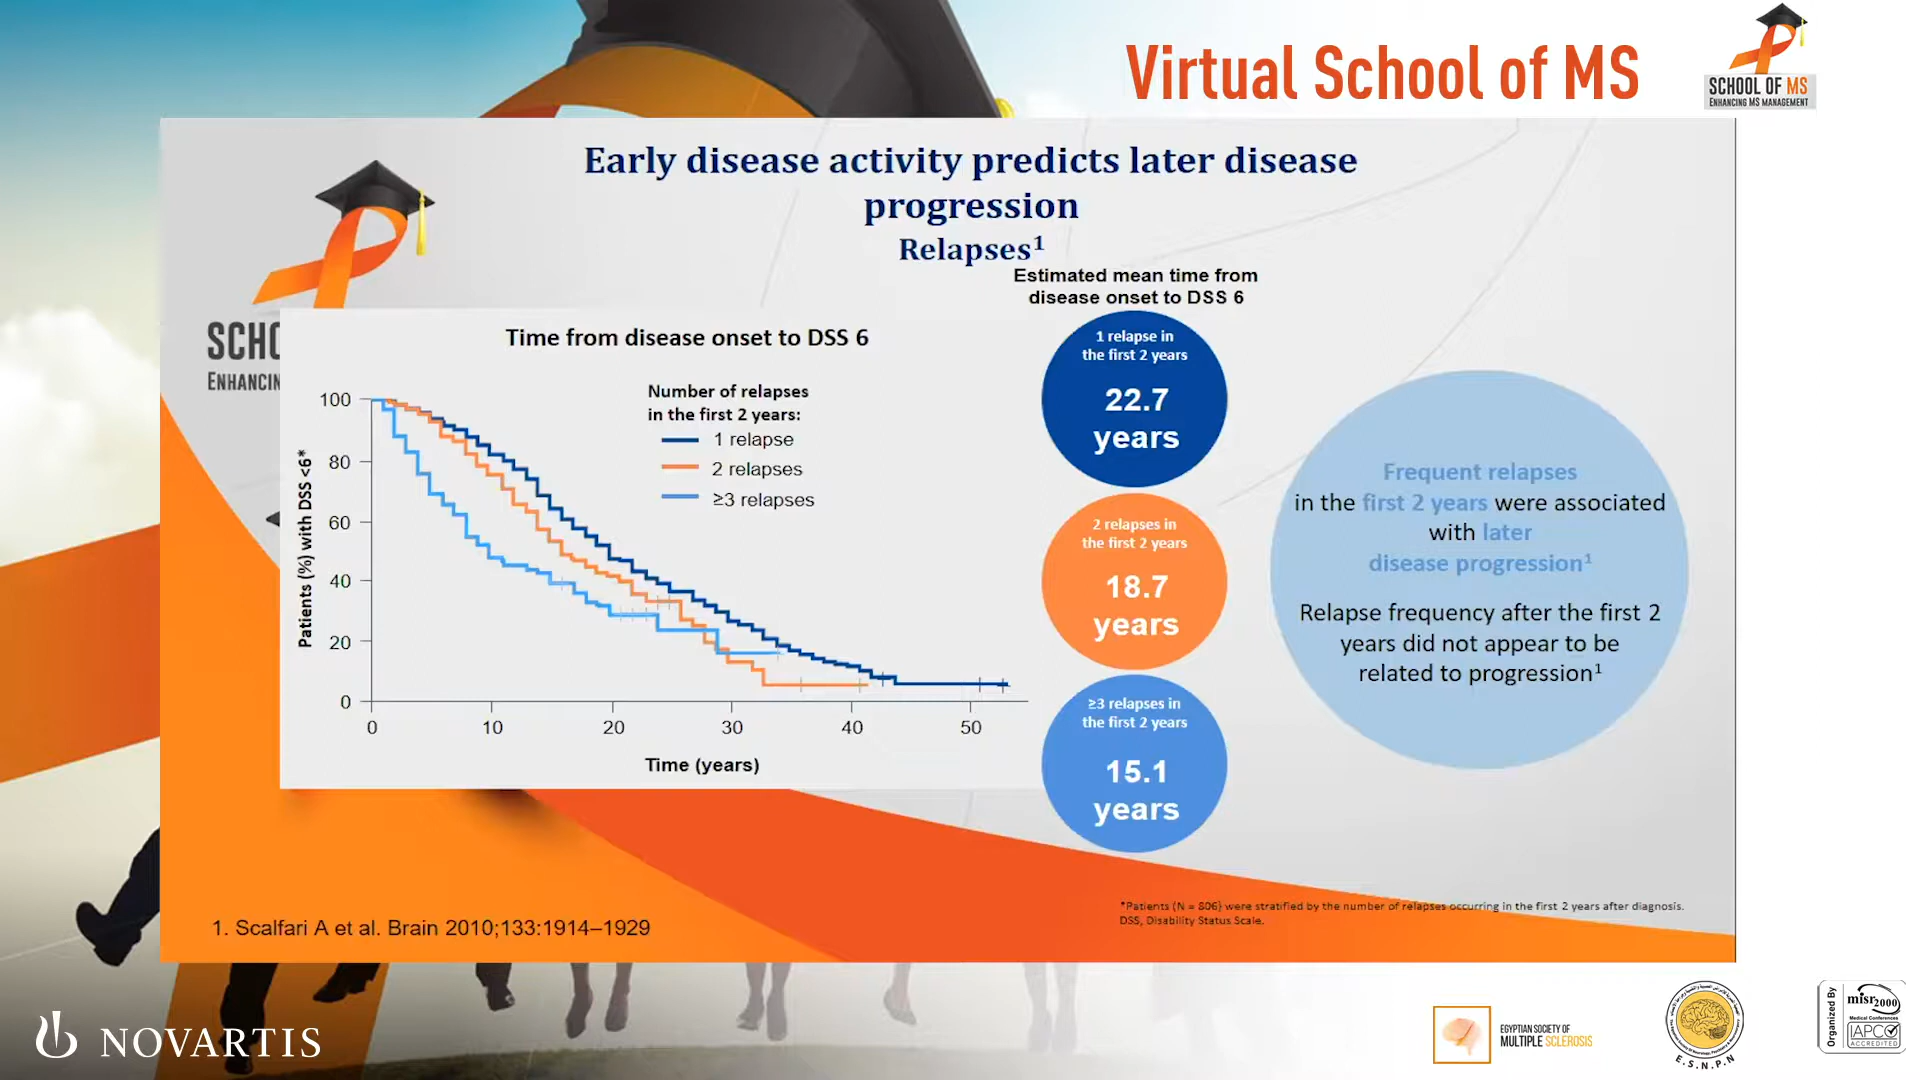 Virtual School of MS
SCHOOL OF MS
ENHANCING MS MANAGEMENT
Early disease activity predicts later disease
progression
Relapses¹
SCHO
ENHANCIN
Estimated mean time from
disease onset to DSS 6
Time from disease onset to DSS 6
Number of relapses
in the first 2 years:
1 relapse
2 relapses
≥3 relapses
Patients (%) with DSS <6*
100
80
60
40
20
0
0 10 20 30 40 50
Time (years)
1 relapse in
the first 2 years
22.7
years
2 relapses in
the first 2 years
18.7
years
≥3 relapses in
the first 2 years
15.1
years
Frequent relapses
in the first 2 years were associated
with later
disease progression¹
Relapse frequency after the first 2
years did not appear to be
related to progression¹
*Patients (N = 806) were stratified by the number of relapses occurring in the first 2 years after diagnosis.
DSS, Disability Status Scale.
1. Scalfari A et al. Brain 2010;133:1914–1929
NOVARTIS
EGYPTIAN SOCIETY OF
MULTIPLE SCLEROSIS
E.S.N.P.N
Organized By
misr2000
Medical Conferences
IAPCO
ACCREDITED